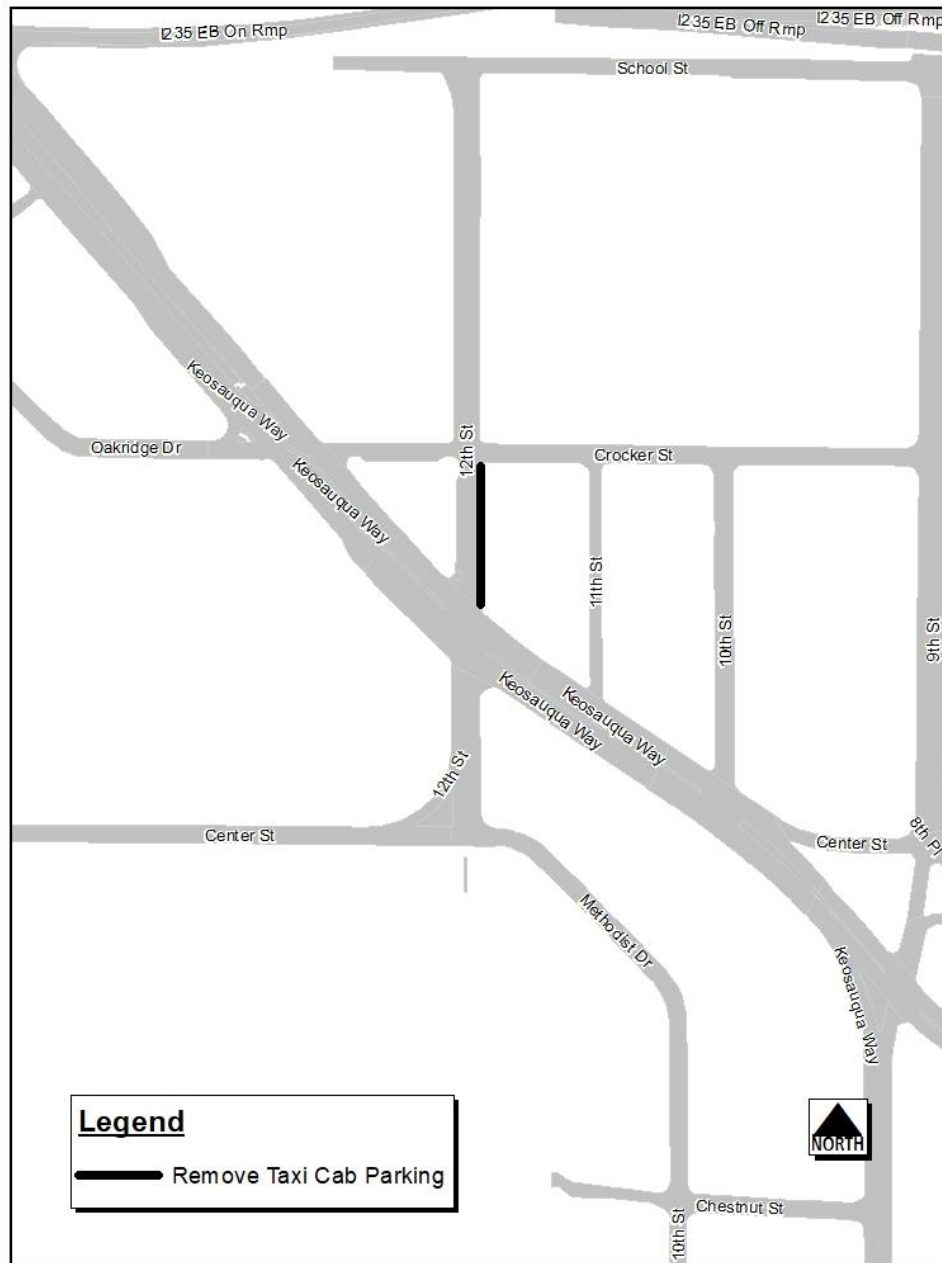 I235 EB On Rmp
I235 EB Off Rmp
I235 EB Off Rmp
School St
Keosauqua Way
12th St
Oakridge Dr
Crocker St
Keosauqua Way
11th St
10th St
9th St
Keosauqua Way
Keosauqua Way
12th St
Center St
Center St
8th Pl
Methodist Dr
Keosauqua Way
Legend
Remove Taxi Cab Parking
NORTH
10th St
Chestnut St